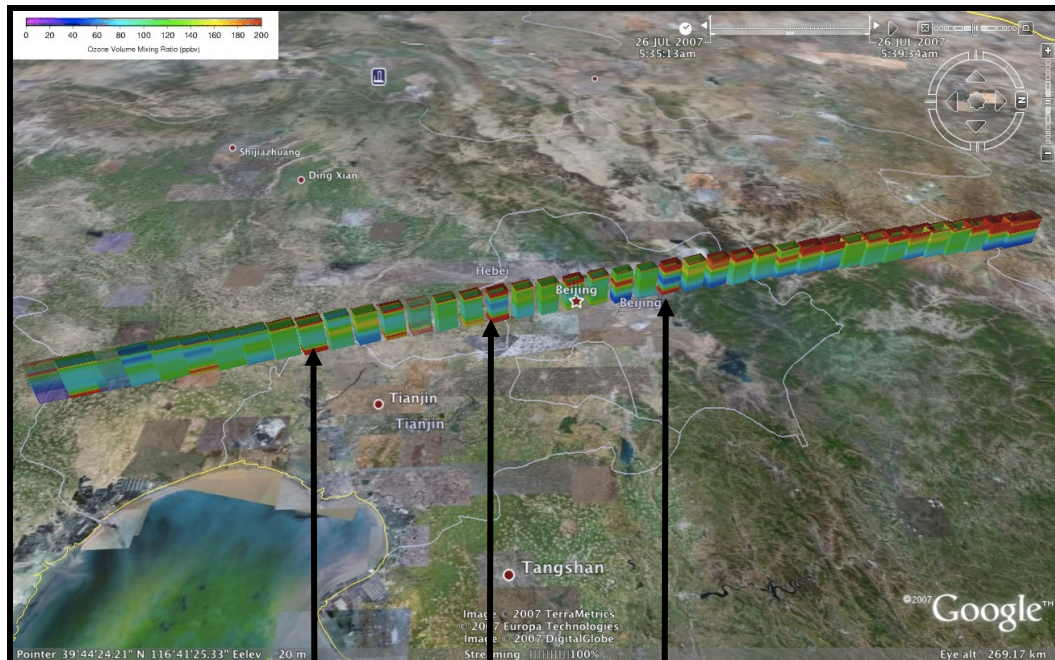 0 20 40 60 80 100 120 140 160 180 200
Ozone Volume Mixing Ratio (ppbv)
26 JUL 2007
5:35:13am
26 JUL 2007
5:39:34am
N
Shijiazhuang
Ding Xian
Hebei
Beijing
Beijing
Tianjin
Tianjin
Tangshan
Image © 2007 TerraMetrics
© 2007 Europa Technologies
Image © 2007 DigitalGlobe
©2007 Google™
Pointer 39°44'24.21" N 116°41'25.33" Eelev 20 m
Streaming ||||||||| 100%
Eye alt 269.17 km